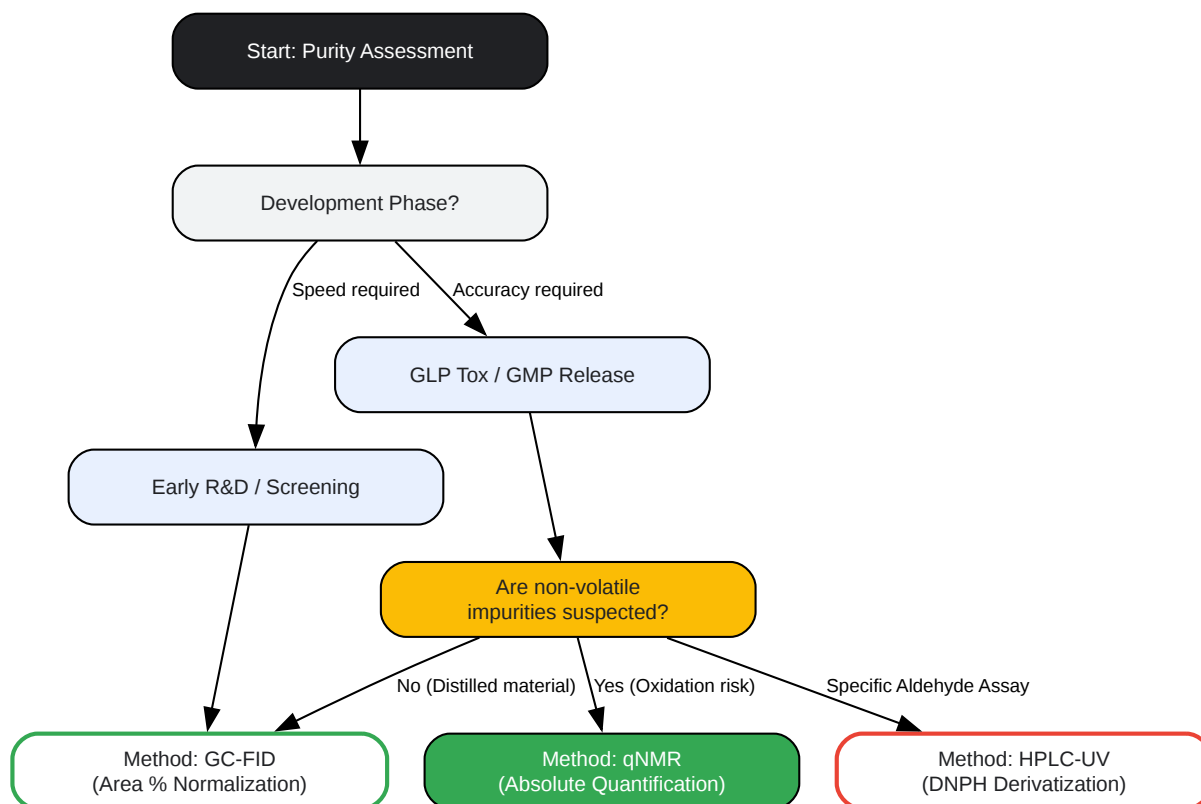 Start: Purity Assessment
Development Phase?
Speed required
Accuracy required
GLP Tox / GMP Release
Early R&D / Screening
Are non-volatile
impurities suspected?
No (Distilled material)
Yes (Oxidation risk)
Specific Aldehyde Assay
Method: GC-FID
(Area % Normalization)
Method: qNMR
(Absolute Quantification)
Method: HPLC-UV
(DNPH Derivatization)